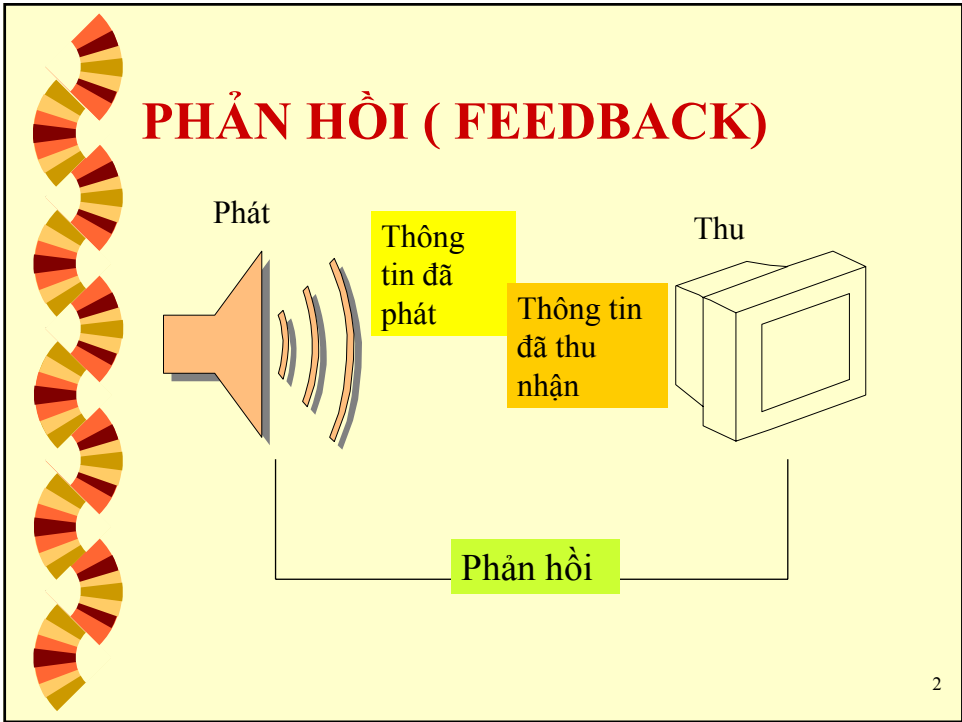 PHẢN HỒI ( FEEDBACK)
Phát
Thông
tin đã
phát
Thông tin
đã thu
nhận
Thu
Phản hồi
2